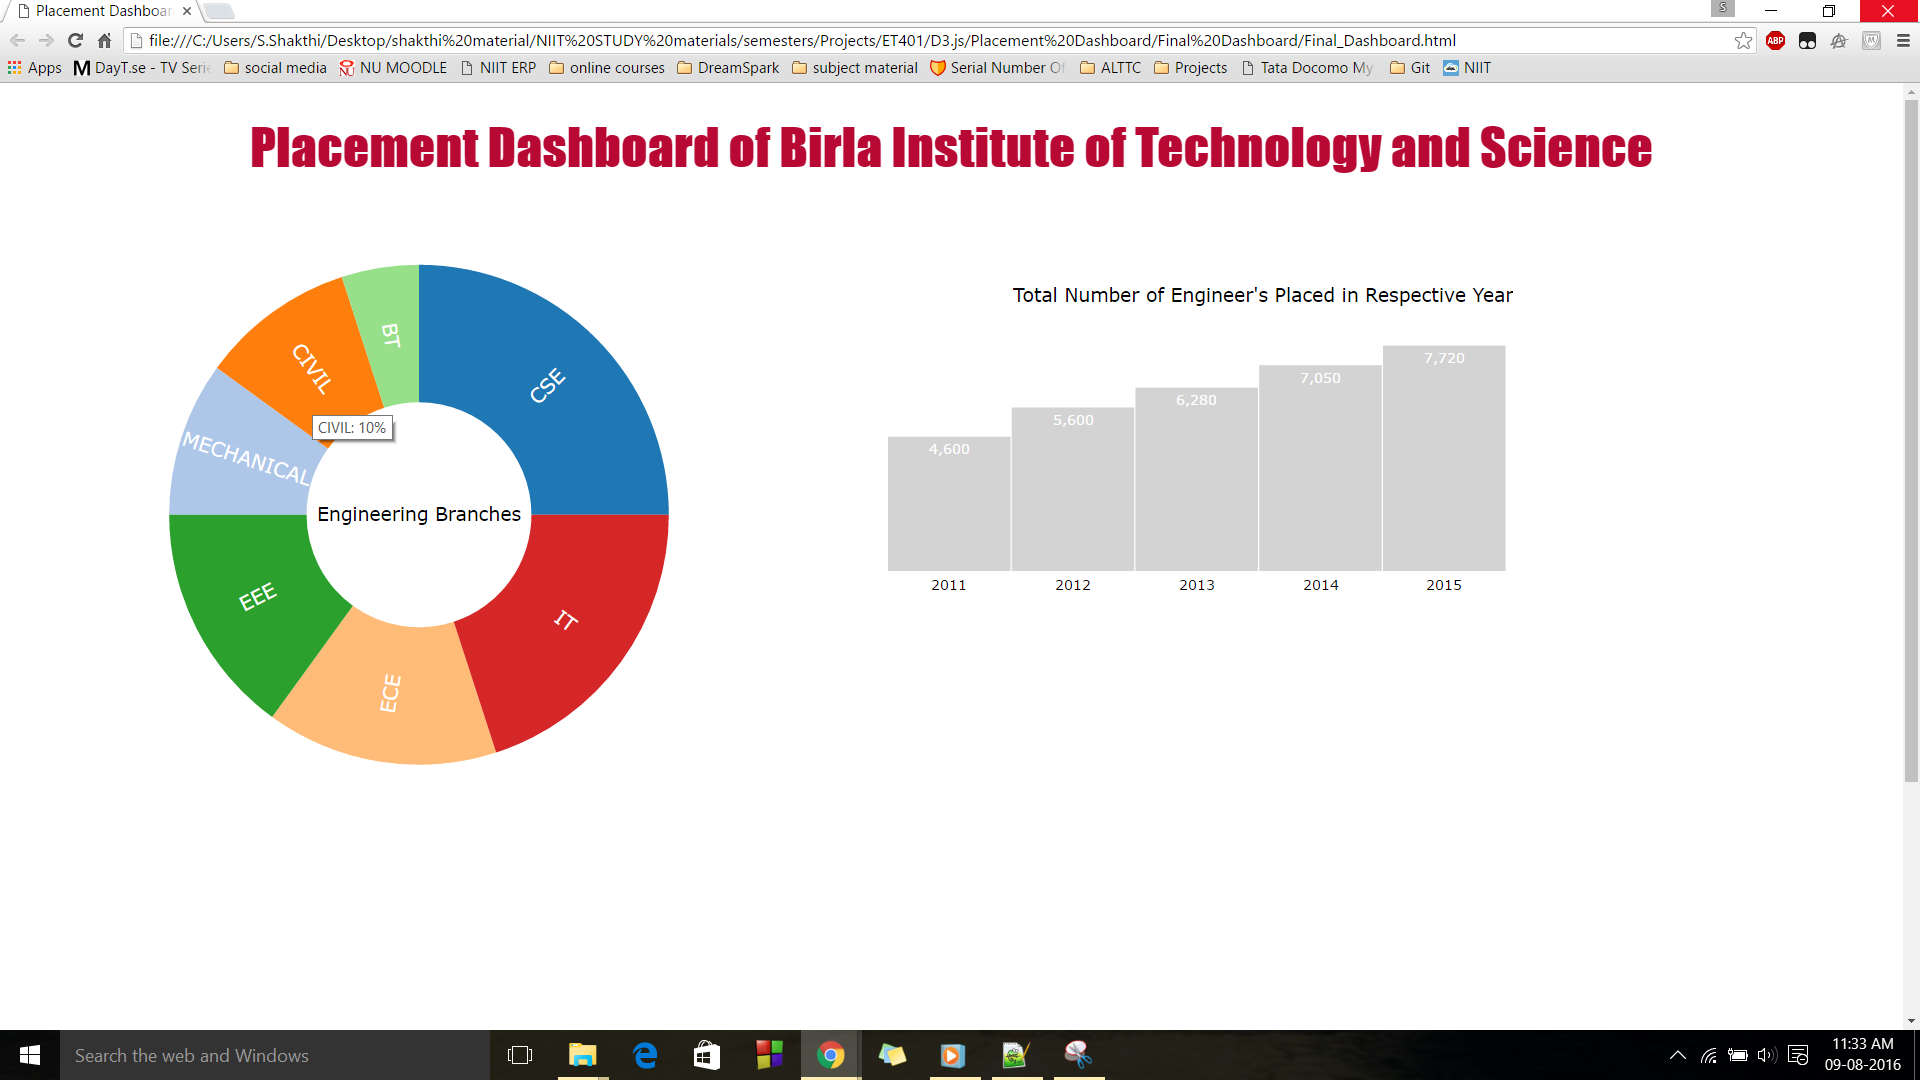 Placement Dashboar
S
file:///C:/Users/S.Shakthi/Desktop/shakthi%20material/NIIT%20STUDY%20materials/semesters/Projects/ET401/D3.js/Placement%20Dashboard/Final%20Dashboard/Final_Dashboard.html
ABP
Apps
M DayT.se - TV Serie
social media
NU MOODLE
NIIT ERP
online courses
DreamSpark
subject material
Serial Number Of
ALTTC
Projects
Tata Docomo My
Git
NIIT
Placement Dashboard of Birla Institute of Technology and Science
BT
CSE
CIVIL
CIVIL: 10%
MECHANICAL
Engineering Branches
EEE
IT
ECE
Total Number of Engineer's Placed in Respective Year
4,600
5,600
6,280
7,050
7,720
2011
2012
2013
2014
2015
Search the web and Windows
11:33 AM
09-08-2016